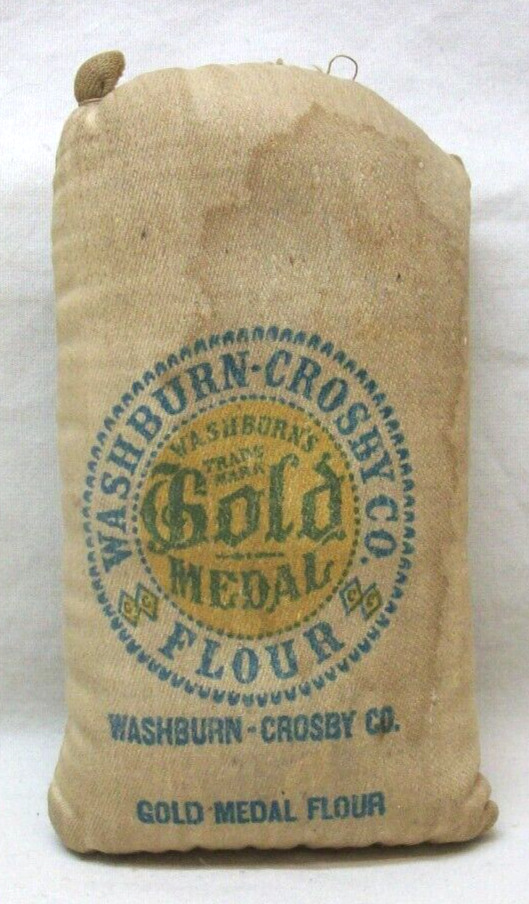 WASHBURN-CROSBY CO.
WASHBURN'S
TRADE
MARK
Gold
MEDAL
C C
C C
FLOUR
WASHBURN-CROSBY CO.
GOLD MEDAL FLOUR